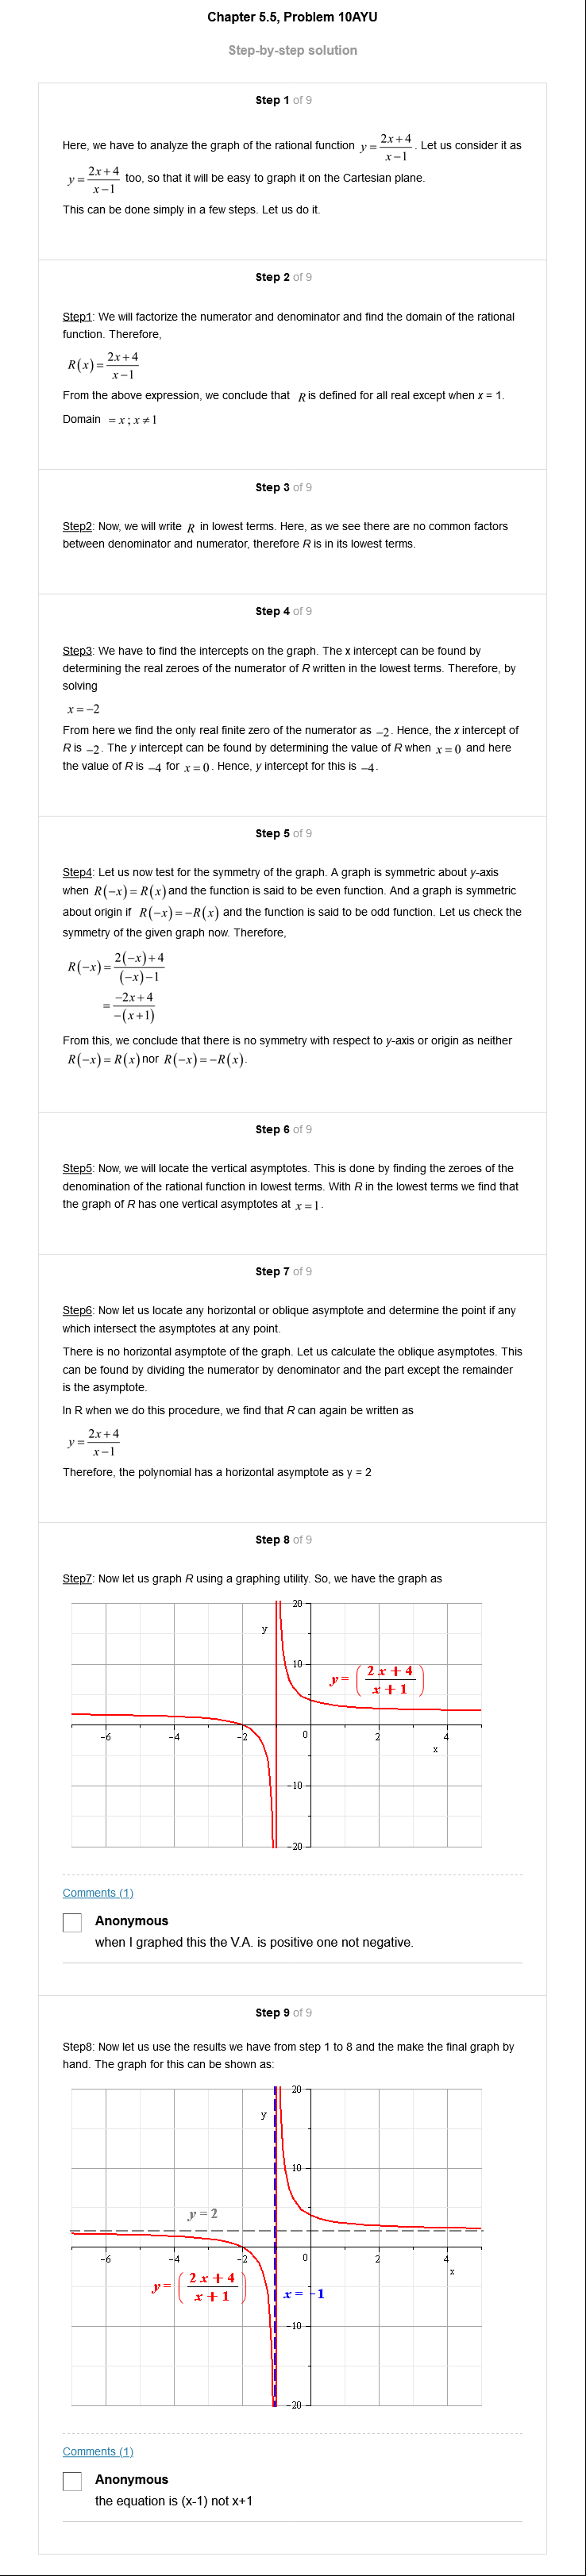 Chapter 5.5, Problem 10AYU
Step-by-step solution
Step 1 of 9
Here, we have to analyze the graph of the rational function y = (2x+4)/(x−1). Let us consider it as
y = (2x+4)/(x−1) too, so that it will be easy to graph it on the Cartesian plane.
This can be done simply in a few steps. Let us do it.
Step 2 of 9
Step1: We will factorize the numerator and denominator and find the domain of the rational
function. Therefore,
R(x) = (2x+4)/(x−1)
From the above expression, we conclude that R is defined for all real except when x = 1.
Domain = x ; x ≠ 1
Step 3 of 9
Step2: Now, we will write R in lowest terms. Here, as we see there are no common factors
between denominator and numerator, therefore R is in its lowest terms.
Step 4 of 9
Step3: We have to find the intercepts on the graph. The x intercept can be found by
determining the real zeroes of the numerator of R written in the lowest terms. Therefore, by
solving
x = −2
From here we find the only real finite zero of the numerator as −2. Hence, the x intercept of
R is −2. The y intercept can be found by determining the value of R when x = 0 and here
the value of R is −4 for x = 0. Hence, y intercept for this is −4.
Step 5 of 9
Step4: Let us now test for the symmetry of the graph. A graph is symmetric about y-axis
when R(−x) = R(x) and the function is said to be even function. And a graph is symmetric
about origin if R(−x) = −R(x) and the function is said to be odd function. Let us check the
symmetry of the given graph now. Therefore,
R(−x) = (2(−x)+4)/((−x)−1)
= (−2x+4)/(−(x+1))
From this, we conclude that there is no symmetry with respect to y-axis or origin as neither
R(−x) = R(x) nor R(−x) = −R(x).
Step 6 of 9
Step5: Now, we will locate the vertical asymptotes. This is done by finding the zeroes of the
denomination of the rational function in lowest terms. With R in the lowest terms we find that
the graph of R has one vertical asymptotes at x = 1.
Step 7 of 9
Step6: Now let us locate any horizontal or oblique asymptote and determine the point if any
which intersect the asymptotes at any point.
There is no horizontal asymptote of the graph. Let us calculate the oblique asymptotes. This
can be found by dividing the numerator by denominator and the part except the remainder
is the asymptote.
In R when we do this procedure, we find that R can again be written as
y = (2x+4)/(x−1)
Therefore, the polynomial has a horizontal asymptote as y = 2
Step 8 of 9
Step7: Now let us graph R using a graphing utility. So, we have the graph as
20
y
10
y = ((2 x + 4)/(x + 1))
−6 −4 −2 0 2 4
x
−10
−20
Comments (1)
Anonymous
when I graphed this the V.A. is positive one not negative.
Step 9 of 9
Step8: Now let us use the results we have from step 1 to 8 and the make the final graph by
hand. The graph for this can be shown as:
20
y
10
y = 2
−6 −4 −2 0 2 4
x
y = ((2 x + 4)/(x + 1))
x = −1
−10
−20
Comments (1)
Anonymous
the equation is (x-1) not x+1